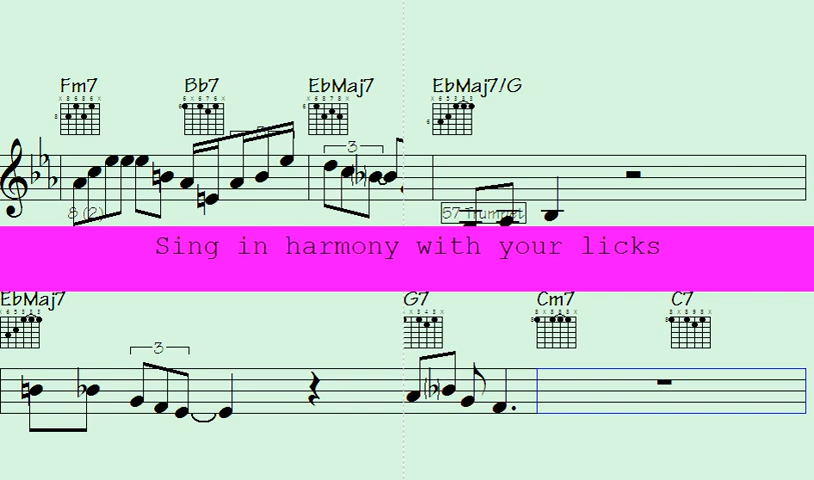 Fm7 Bb7 EbMaj7 EbMaj7/G
3 3
8 (2) 57 Trumpet
Sing in harmony with your licks
EbMaj7 G7 Cm7 C7
3